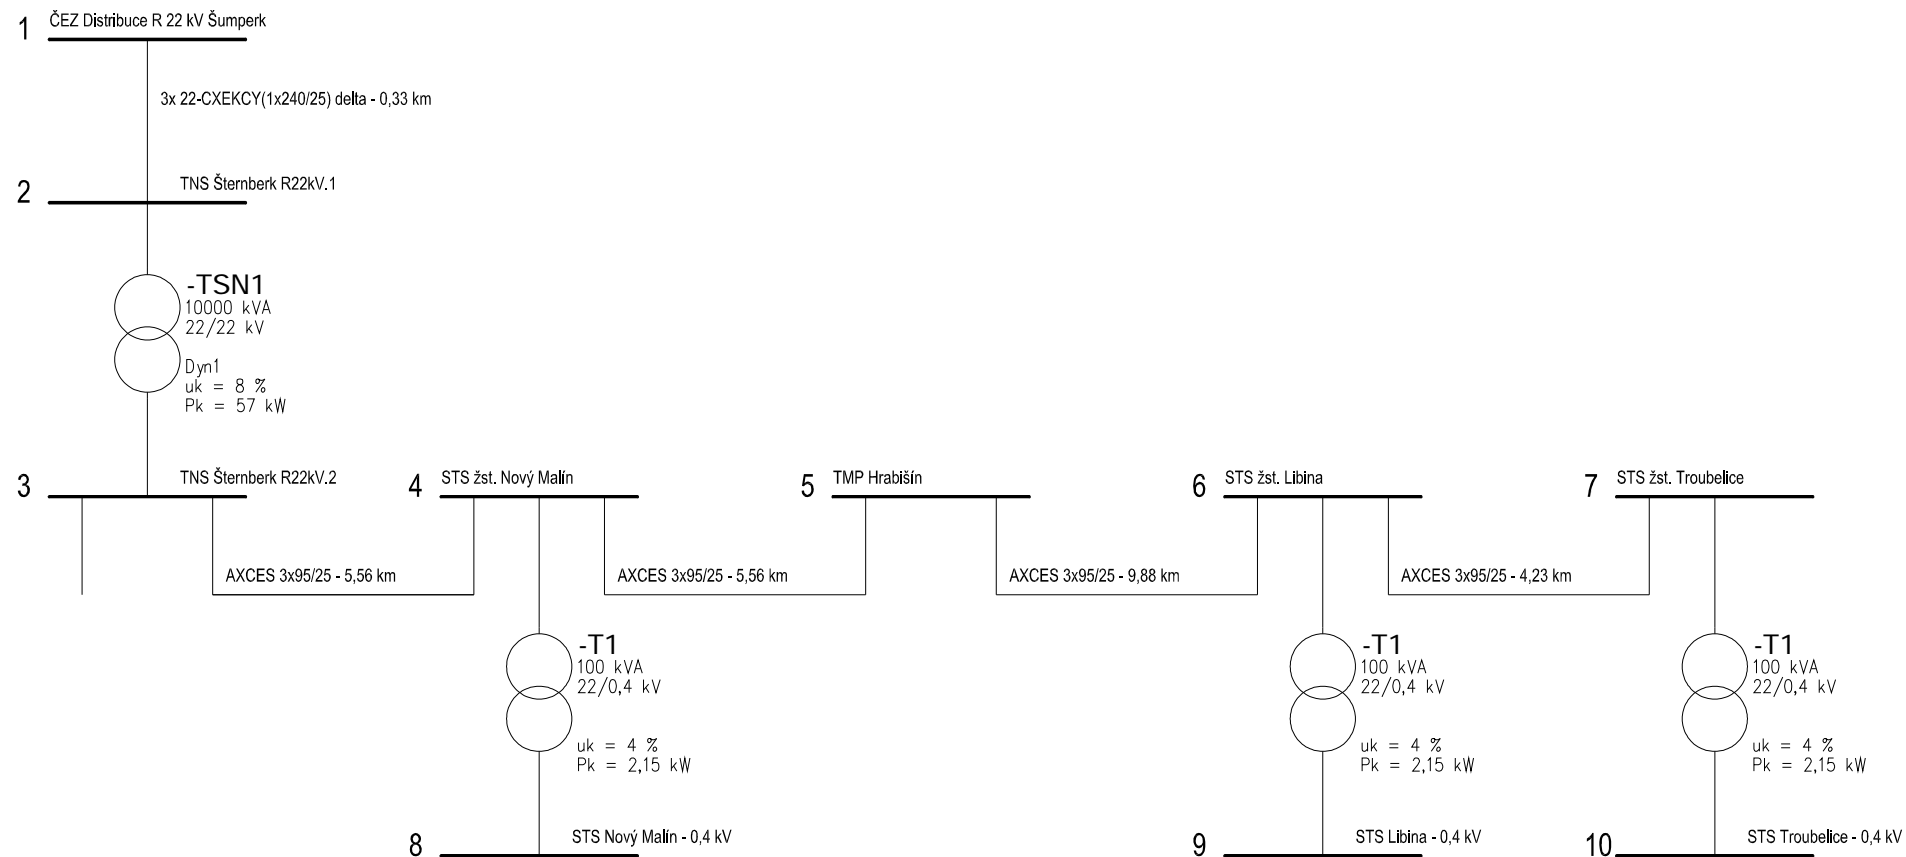 1 ČEZ Distribuce R 22 kV Šumperk
3x 22-CXEKCY(1x240/25) delta - 0,33 km
2 TNS Šternberk R22kV.1
-TSN1
10000 kVA
22/22 kV
Dyn1
uk = 8 %
Pk = 57 kW
3 TNS Šternberk R22kV.2
4 STS žst. Nový Malín
5 TMP Hrabišín
6 STS žst. Libina
7 STS žst. Troubelice
AXCES 3x95/25 - 5,56 km
AXCES 3x95/25 - 5,56 km
AXCES 3x95/25 - 9,88 km
AXCES 3x95/25 - 4,23 km
-T1
100 kVA
22/0,4 kV
uk = 4 %
Pk = 2,15 kW
-T1
100 kVA
22/0,4 kV
uk = 4 %
Pk = 2,15 kW
-T1
100 kVA
22/0,4 kV
uk = 4 %
Pk = 2,15 kW
8 STS Nový Malín - 0,4 kV
9 STS Libina - 0,4 kV
10 STS Troubelice - 0,4 kV